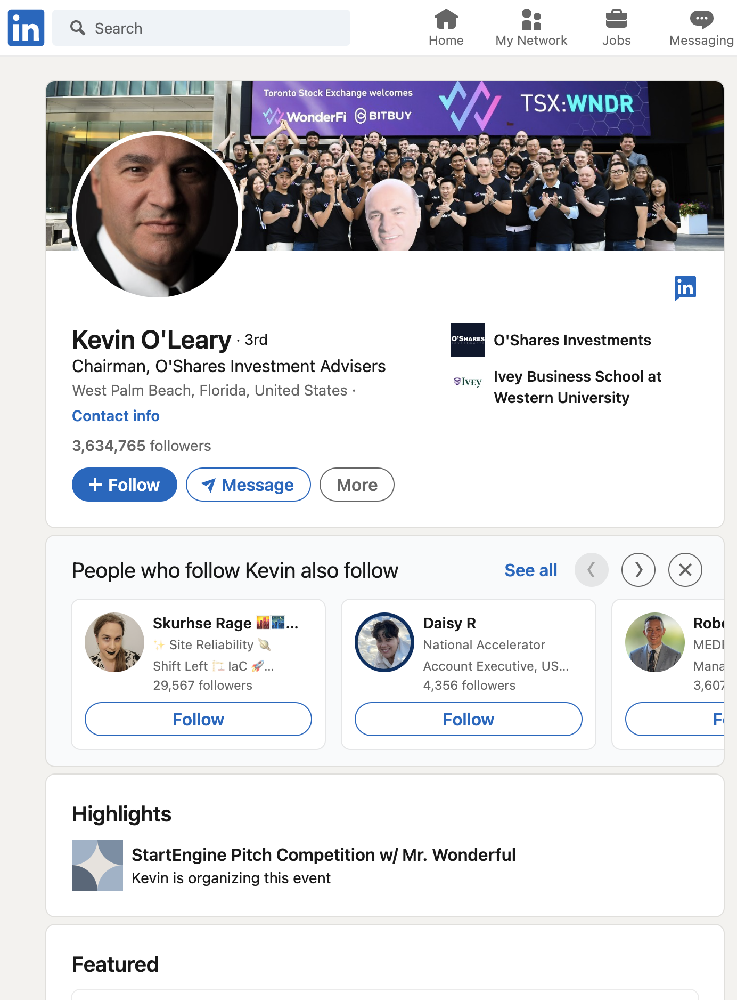 in
Search
Home
My Network
Jobs
Messaging
Toronto Stock Exchange welcomes
WonderFi BITBUY
TSX:WNDR
in
Kevin O'Leary · 3rd
Chairman, O'Shares Investment Advisers
West Palm Beach, Florida, United States ·
Contact info
3,634,765 followers
+ Follow
Message
More
O'SHARES
Investments
O'Shares Investments
IVEY
Ivey Business School at
Western University
People who follow Kevin also follow
See all
Skurhse Rage 🌇🌃...
✨ Site Reliability 🪐
Shift Left 🏗️ IaC 🚀...
29,567 followers
Follow
Daisy R
National Accelerator
Account Executive, US...
4,356 followers
Follow
Robe
MEDI
Mana
3,607
Fo
Highlights
StartEngine Pitch Competition w/ Mr. Wonderful
Kevin is organizing this event
Featured